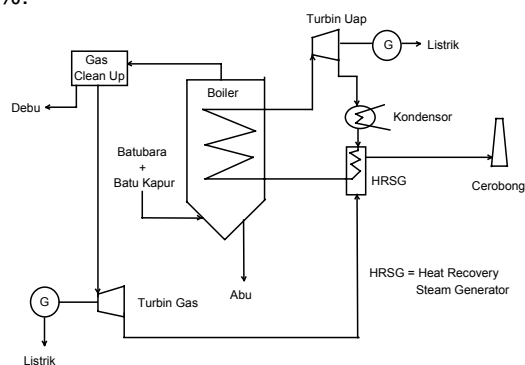 %.
Turbin Uap
G
Listrik
Gas
Clean Up
Boiler
Debu
Kondensor
Batubara
+
Batu Kapur
HRSG
Cerobong
HRSG = Heat Recovery
Steam Generator
Abu
G
Turbin Gas
Listrik